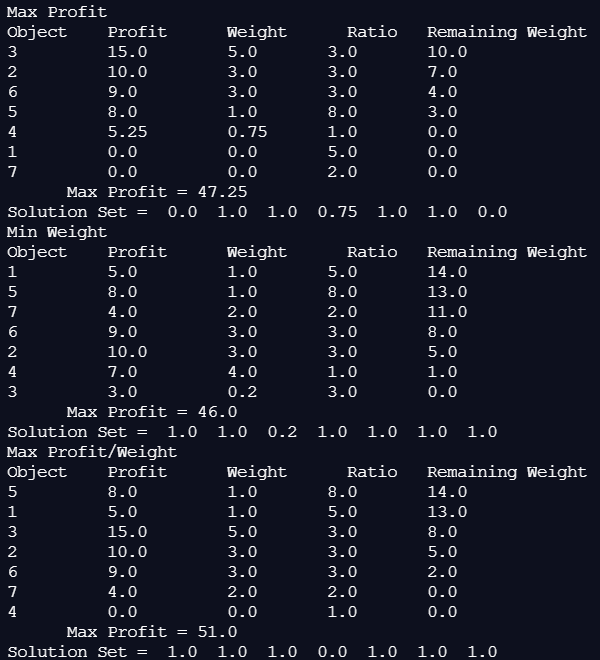 Max Profit
Object Profit Weight Ratio Remaining Weight
3 15.0 5.0 3.0 10.0
2 10.0 3.0 3.0 7.0
6 9.0 3.0 3.0 4.0
5 8.0 1.0 8.0 3.0
4 5.25 0.75 1.0 0.0
1 0.0 0.0 5.0 0.0
7 0.0 0.0 2.0 0.0
Max Profit = 47.25
Solution Set = 0.0 1.0 1.0 0.75 1.0 1.0 0.0
Min Weight
Object Profit Weight Ratio Remaining Weight
1 5.0 1.0 5.0 14.0
5 8.0 1.0 8.0 13.0
7 4.0 2.0 2.0 11.0
6 9.0 3.0 3.0 8.0
2 10.0 3.0 3.0 5.0
4 7.0 4.0 1.0 1.0
3 3.0 0.2 3.0 0.0
Max Profit = 46.0
Solution Set = 1.0 1.0 0.2 1.0 1.0 1.0 1.0
Max Profit/Weight
Object Profit Weight Ratio Remaining Weight
5 8.0 1.0 8.0 14.0
1 5.0 1.0 5.0 13.0
3 15.0 5.0 3.0 8.0
2 10.0 3.0 3.0 5.0
6 9.0 3.0 3.0 2.0
7 4.0 2.0 2.0 0.0
4 0.0 0.0 1.0 0.0
Max Profit = 51.0
Solution Set = 1.0 1.0 1.0 0.0 1.0 1.0 1.0